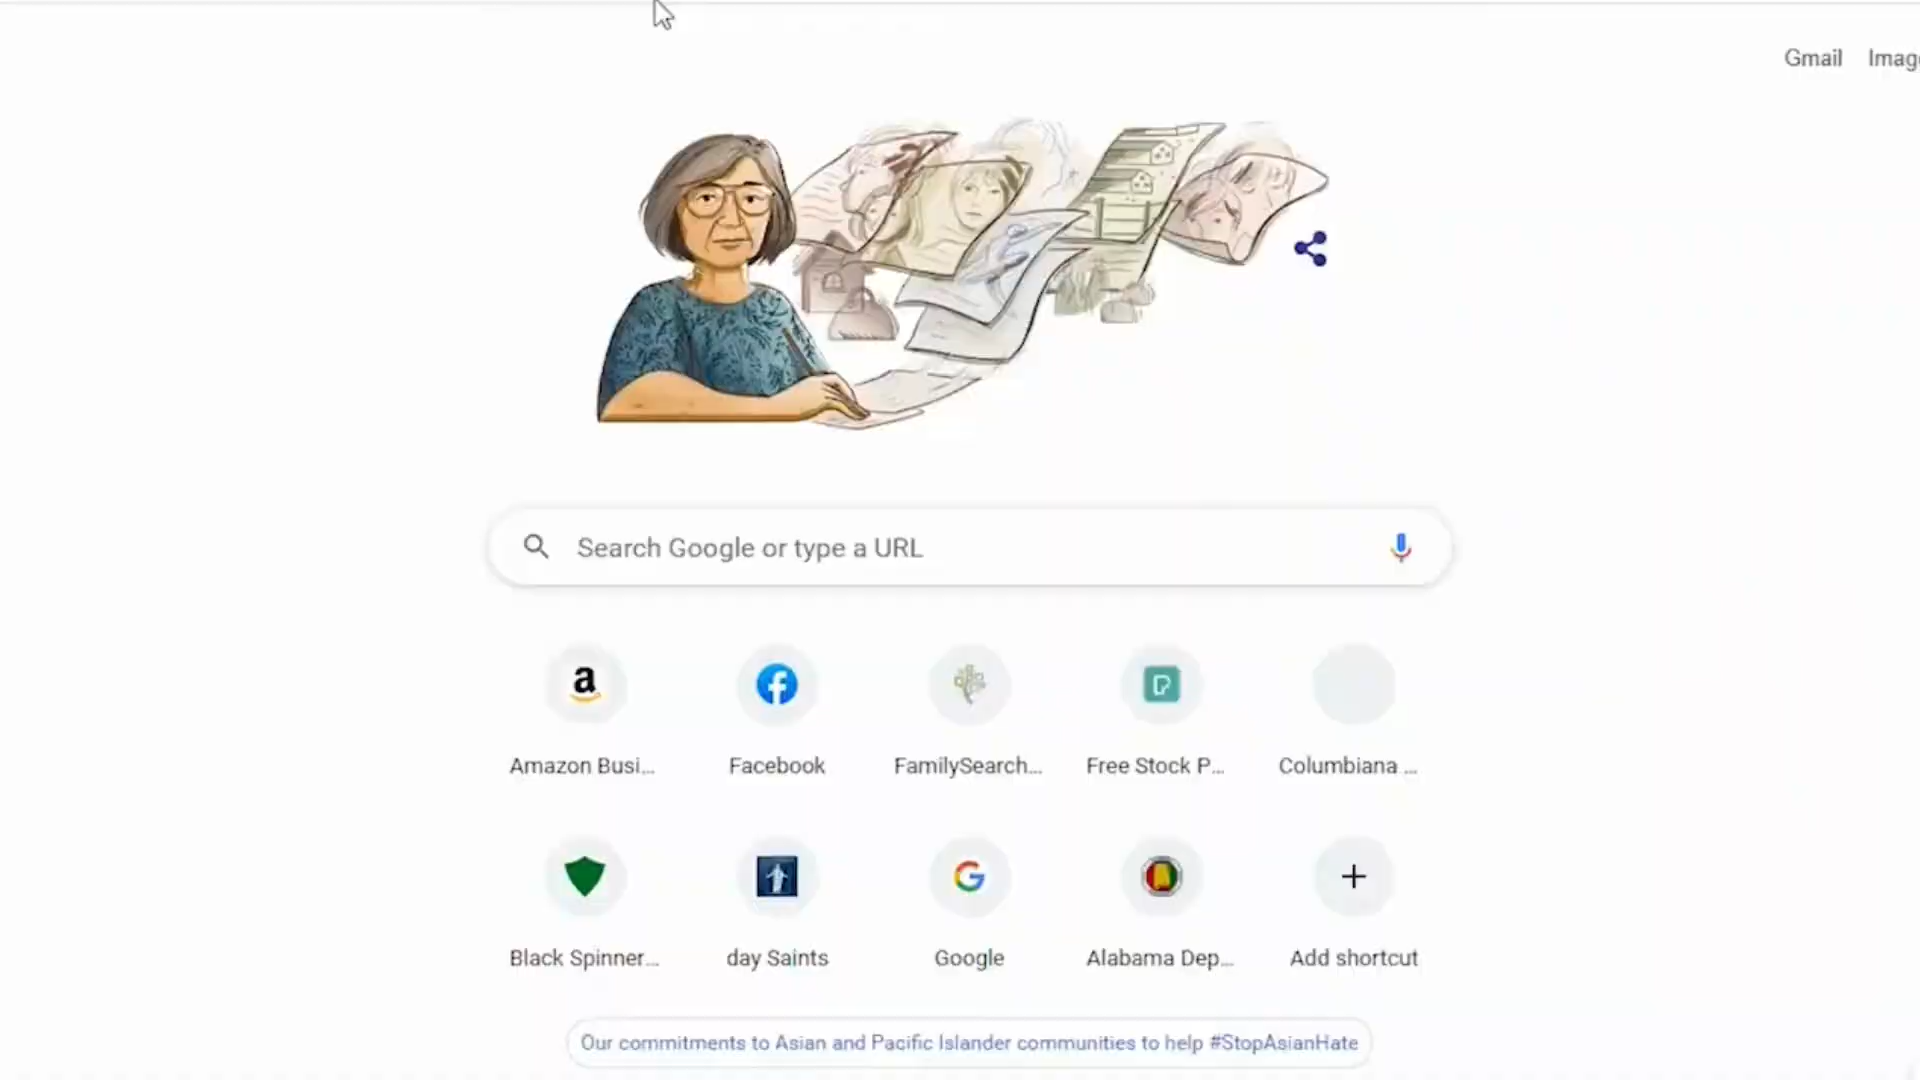 Gmail Imag
Search Google or type a URL
Amazon Busi...
Facebook
FamilySearch...
Free Stock P...
Columbiana ...
Black Spinner...
day Saints
Google
Alabama Dep...
Add shortcut
Our commitments to Asian and Pacific Islander communities to help #StopAsianHate